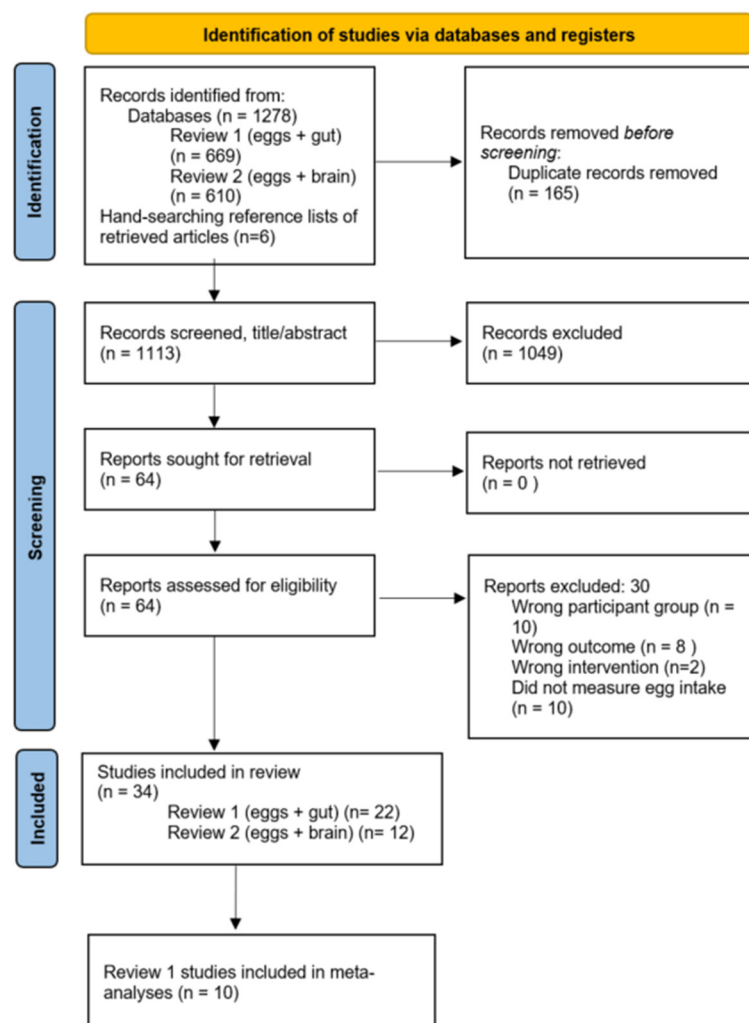 Identification of studies via databases and registers
Identification
Records identified from:
Databases (n = 1278)
Review 1 (eggs + gut)
(n = 669)
Review 2 (eggs + brain)
(n = 610)
Hand-searching reference lists of
retrieved articles (n=6)
Records removed before
screening:
Duplicate records removed
(n = 165)
Screening
Records screened, title/abstract
(n = 1113)
Records excluded
(n = 1049)
Reports sought for retrieval
(n = 64)
Reports not retrieved
(n = 0 )
Reports assessed for eligibility
(n = 64)
Reports excluded: 30
Wrong participant group (n =
10)
Wrong outcome (n = 8 )
Wrong intervention (n=2)
Did not measure egg intake
(n = 10)
Included
Studies included in review
(n = 34)
Review 1 (eggs + gut) (n= 22)
Review 2 (eggs + brain) (n= 12)
Review 1 studies included in meta-
analyses (n = 10)